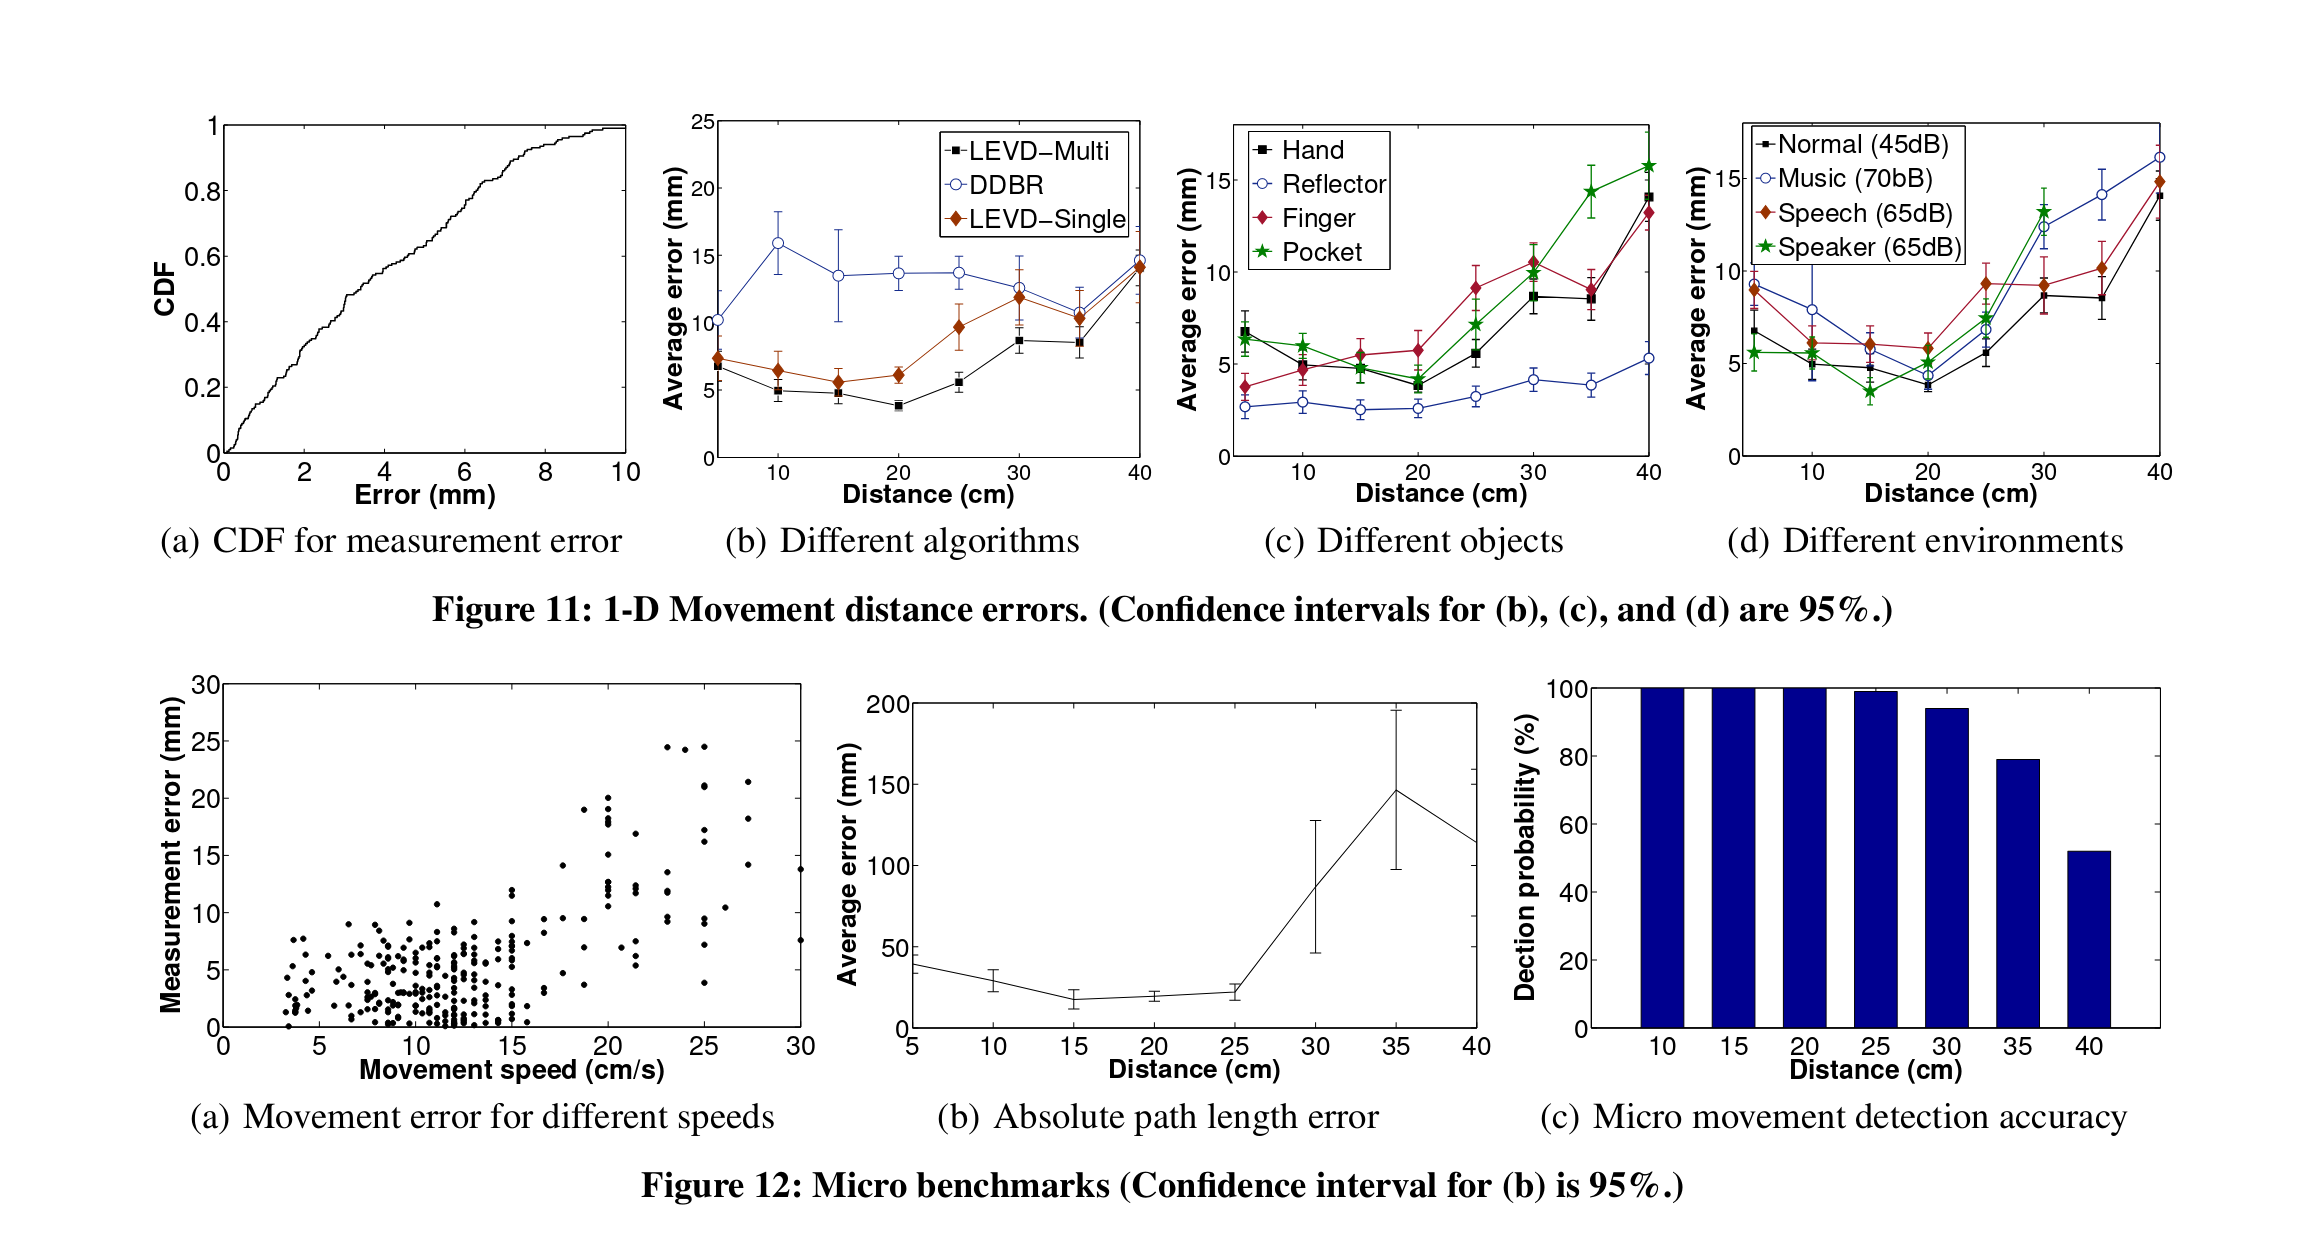 1
0.8
0.6
0.4
0.2
0
CDF
0 2 4 6 8 10
Error (mm)
(a) CDF for measurement error
25
20
15
10
5
0
Average error (mm)
LEVD–Multi
DDBR
LEVD–Single
10 20 30 40
Distance (cm)
(b) Different algorithms
15
10
5
0
Average error (mm)
Hand
Reflector
Finger
Pocket
10 20 30 40
Distance (cm)
(c) Different objects
15
10
5
0
Average error (mm)
Normal (45dB)
Music (70bB)
Speech (65dB)
Speaker (65dB)
10 20 30 40
Distance (cm)
(d) Different environments
Figure 11: 1-D Movement distance errors. (Confidence intervals for (b), (c), and (d) are 95%.)
30
25
20
15
10
5
0
Measurement error (mm)
0 5 10 15 20 25 30
Movement speed (cm/s)
(a) Movement error for different speeds
200
150
100
50
0
Average error (mm)
5 10 15 20 25 30 35 40
Distance (cm)
(b) Absolute path length error
100
80
60
40
20
0
Dection probability (%)
10 15 20 25 30 35 40
Distance (cm)
(c) Micro movement detection accuracy
Figure 12: Micro benchmarks (Confidence interval for (b) is 95%.)